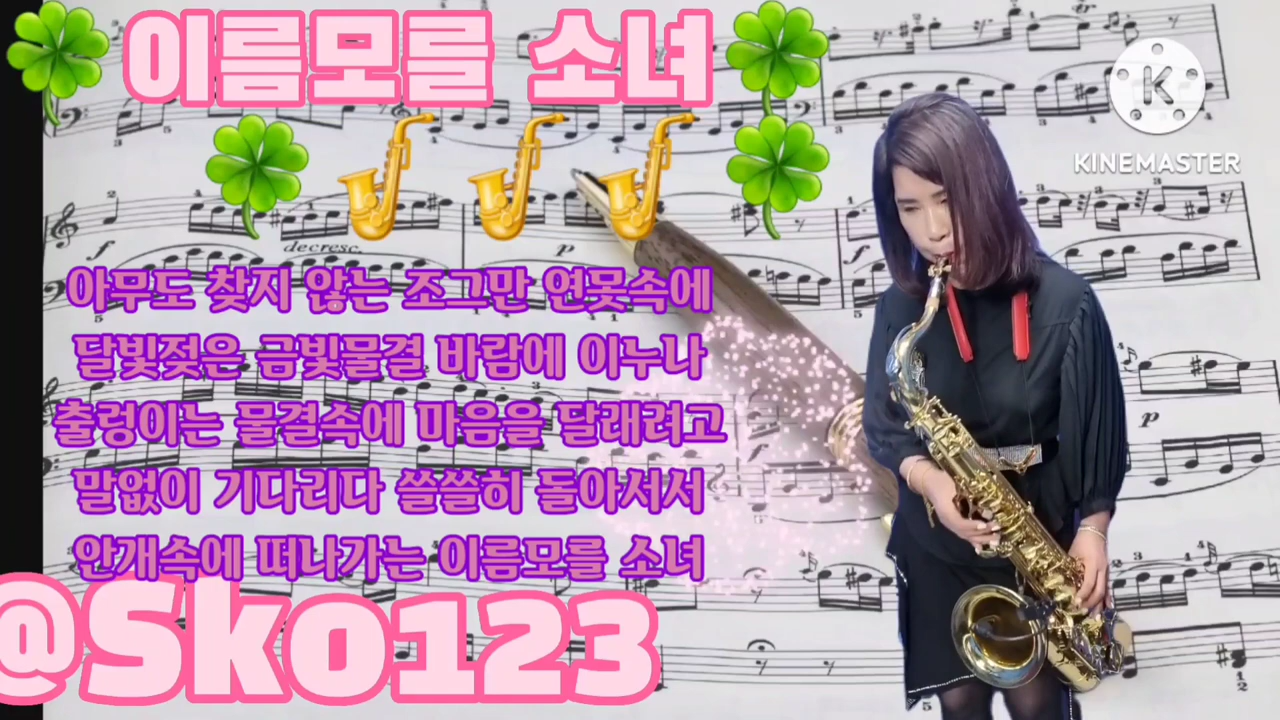 이름모를 소녀
KINEMASTER
아무도 찾지 않는 조그만 연못속에
달빛젖은 금빛물결 바람에 이누나
출렁이는 물결속에 마음을 달래려고
말없이 기다리다 쓸쓸히 돌아서서
안개속에 떠나가는 이름모를 소녀
@Sko123
decresc.